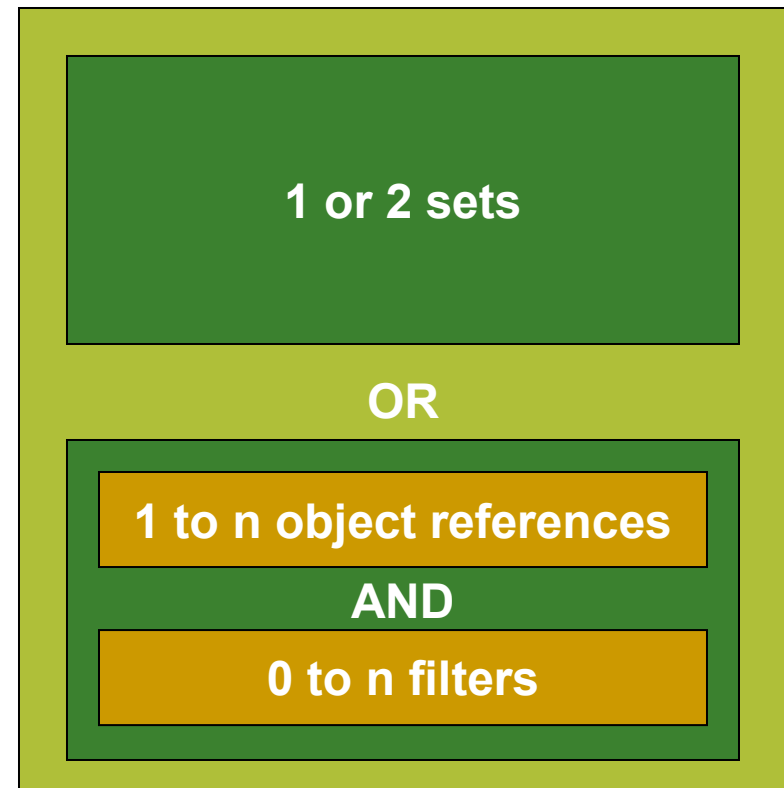 1 or 2 sets
OR
1 to n object references
AND
0 to n filters